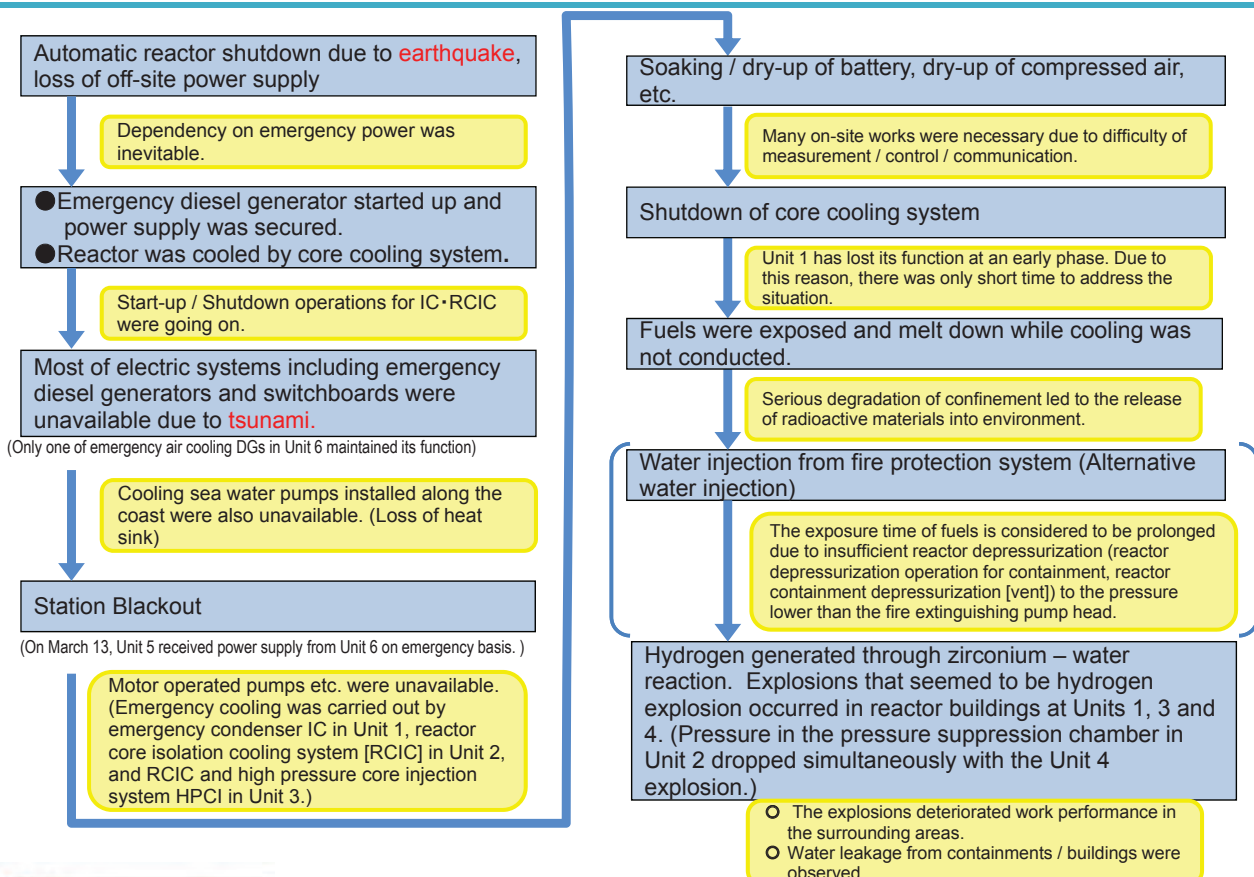 Automatic reactor shutdown due to earthquake,
loss of off-site power supply
Dependency on emergency power was
inevitable.
●Emergency diesel generator started up and
power supply was secured.
●Reactor was cooled by core cooling system.
Start-up / Shutdown operations for IC・RCIC
were going on.
Most of electric systems including emergency
diesel generators and switchboards were
unavailable due to tsunami.
(Only one of emergency air cooling DGs in Unit 6 maintained its function)
Cooling sea water pumps installed along the
coast were also unavailable. (Loss of heat
sink)
Station Blackout
(On March 13, Unit 5 received power supply from Unit 6 on emergency basis. )
Motor operated pumps etc. were unavailable.
(Emergency cooling was carried out by
emergency condenser IC in Unit 1, reactor
core isolation cooling system [RCIC] in Unit 2,
and RCIC and high pressure core injection
system HPCI in Unit 3.)
Soaking / dry-up of battery, dry-up of compressed air,
etc.
Many on-site works were necessary due to difficulty of
measurement / control / communication.
Shutdown of core cooling system
Unit 1 has lost its function at an early phase. Due to
this reason, there was only short time to address the
situation.
Fuels were exposed and melt down while cooling was
not conducted.
Serious degradation of confinement led to the release
of radioactive materials into environment.
Water injection from fire protection system (Alternative
water injection)
The exposure time of fuels is considered to be prolonged
due to insufficient reactor depressurization (reactor
depressurization operation for containment, reactor
containment depressurization [vent]) to the pressure
lower than the fire extinguishing pump head.
Hydrogen generated through zirconium – water
reaction. Explosions that seemed to be hydrogen
explosion occurred in reactor buildings at Units 1, 3 and
4. (Pressure in the pressure suppression chamber in
Unit 2 dropped simultaneously with the Unit 4
explosion.)
○ The explosions deteriorated work performance in
the surrounding areas.
○ Water leakage from containments / buildings were
observed